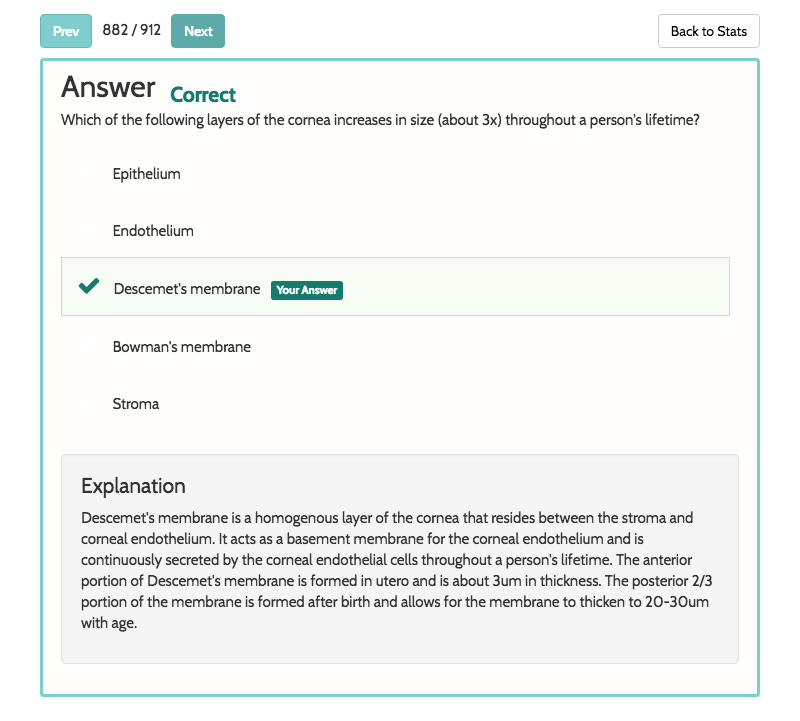 Prev 882 / 912 Next Back to Stats
Answer Correct
Which of the following layers of the cornea increases in size (about 3x) throughout a person's lifetime?
Epithelium
Endothelium
Descemet's membrane Your Answer
Bowman's membrane
Stroma
Explanation
Descemet's membrane is a homogenous layer of the cornea that resides between the stroma and
corneal endothelium. It acts as a basement membrane for the corneal endothelium and is
continuously secreted by the corneal endothelial cells throughout a person's lifetime. The anterior
portion of Descemet's membrane is formed in utero and is about 3um in thickness. The posterior 2/3
portion of the membrane is formed after birth and allows for the membrane to thicken to 20-30um
with age.